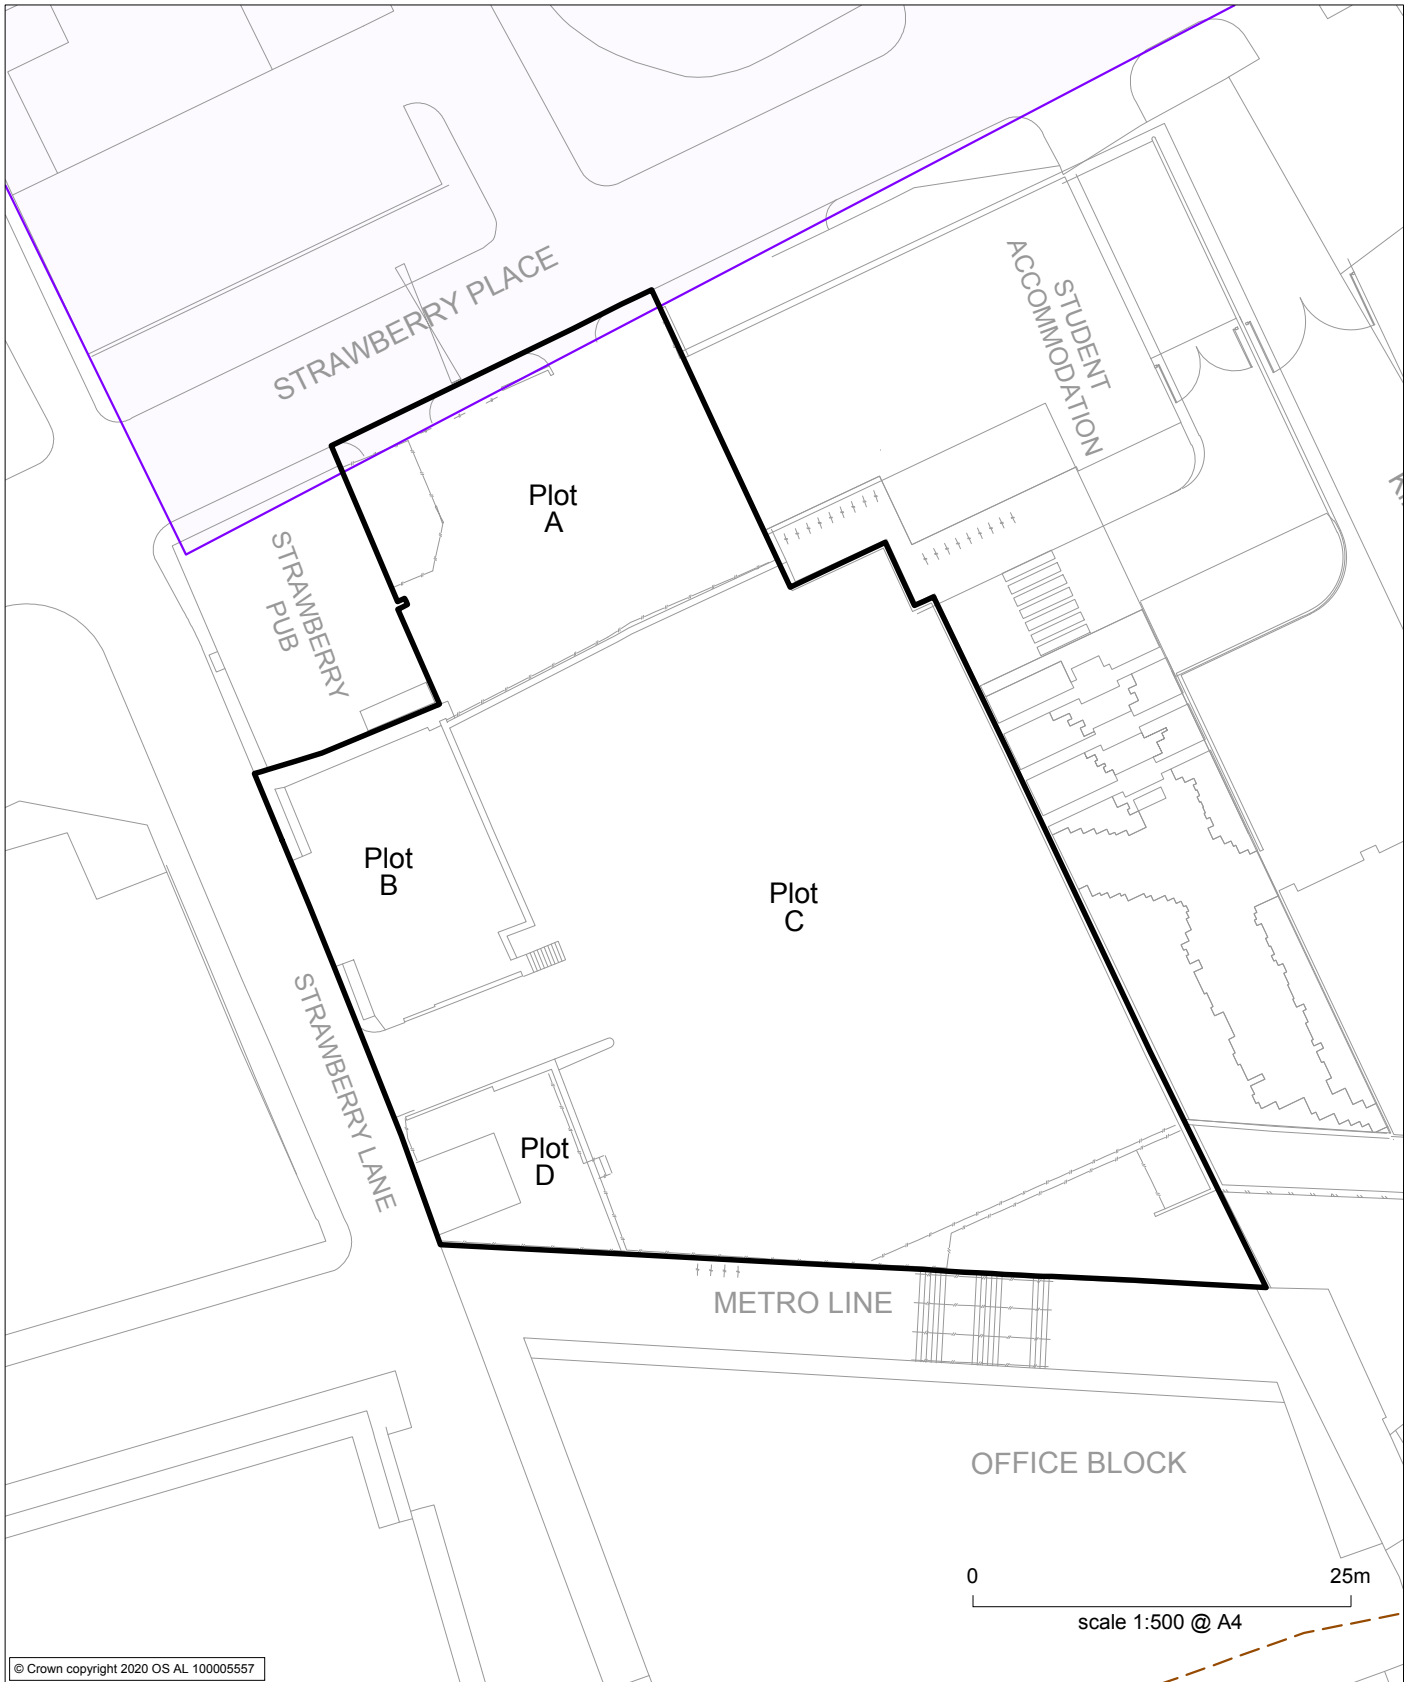 STRAWBERRY PLACE
STUDENT
ACCOMMODATION
Plot
A
STRAWBERRY
PUB
Plot
B
Plot
C
STRAWBERRY LANE
Plot
D
METRO LINE
OFFICE BLOCK
0 25m
scale 1:500 @ A4
© Crown copyright 2020 OS AL 100005557